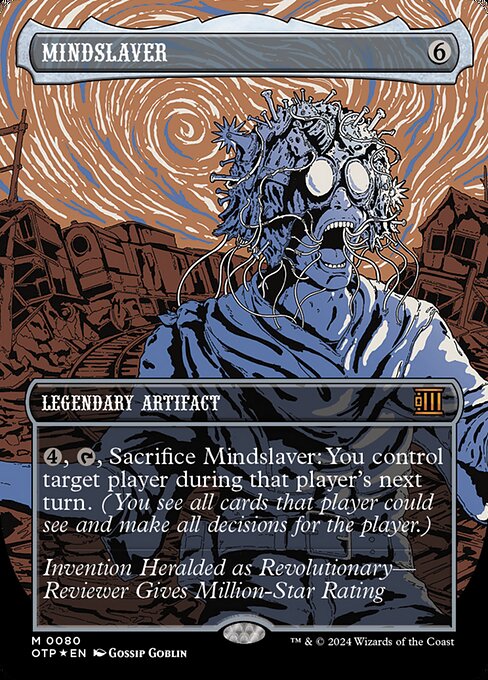 MINDSLAVER 6
LEGENDARY ARTIFACT
4, T, Sacrifice Mindslaver: You control
target player during that player's next
turn. (You see all cards that player could
see and make all decisions for the player.)
Invention Heralded as Revolutionary—
Reviewer Gives Million-Star Rating
M 0080
OTP★EN Gossip Goblin
™ & © 2024 Wizards of the Coast